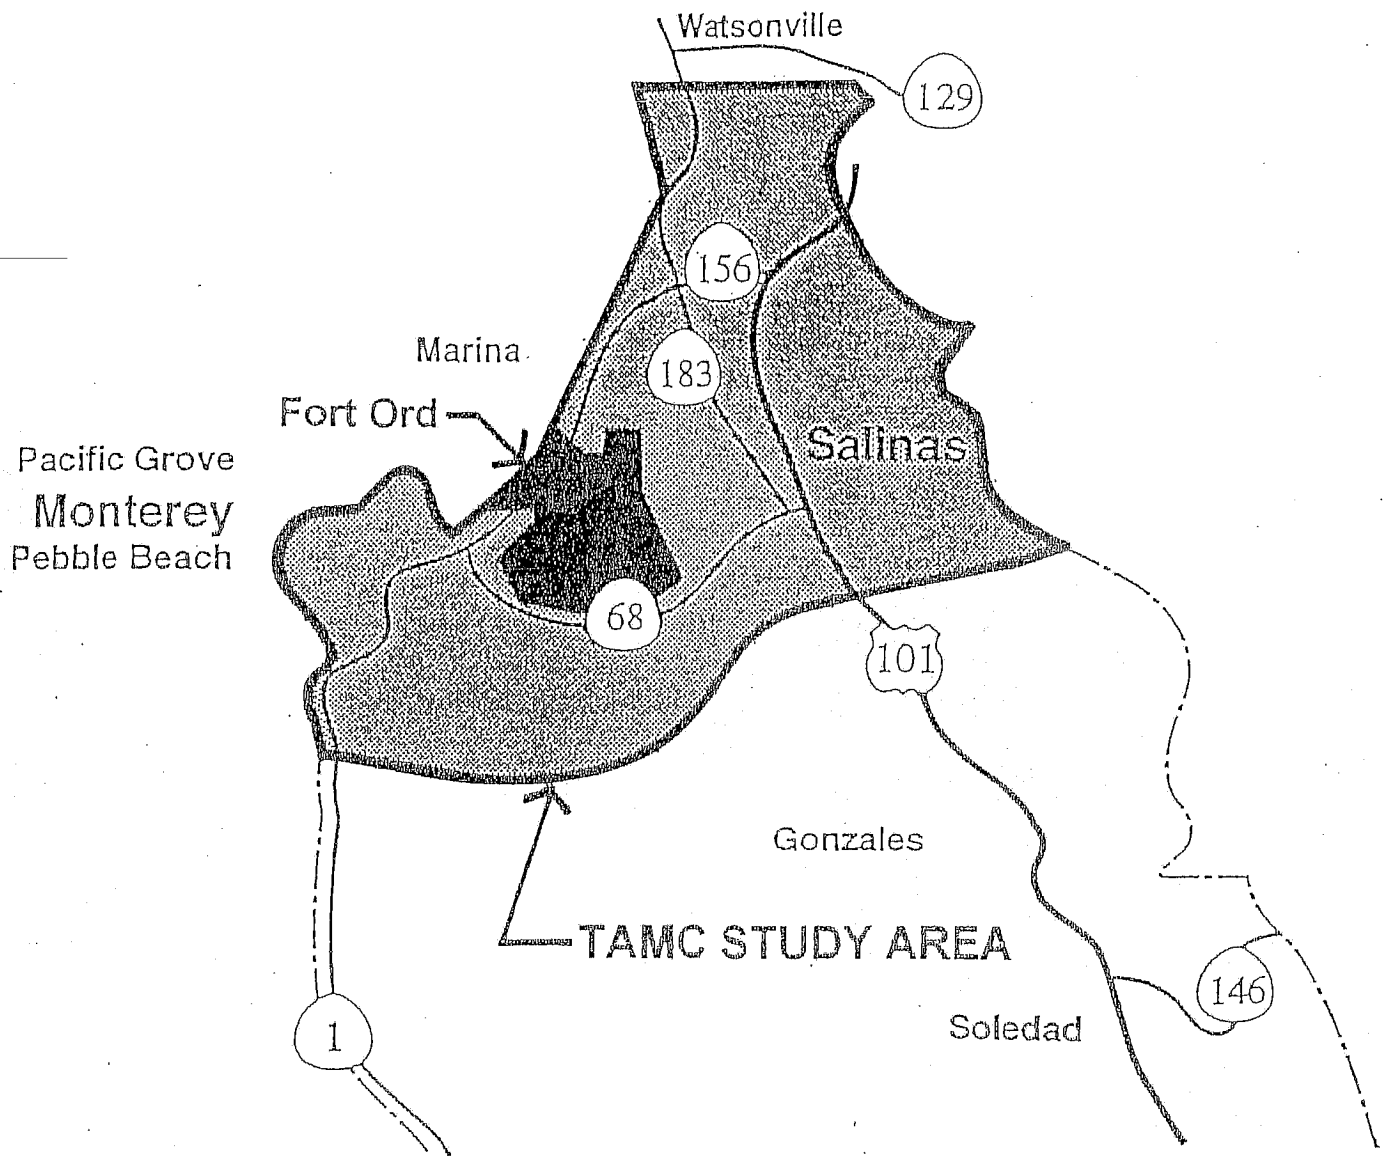 Watsonville
129
156
Marina
183
Fort Ord
Salinas
Pacific Grove
Monterey
Pebble Beach
68
101
Gonzales
TAMC STUDY AREA
146
Soledad
1